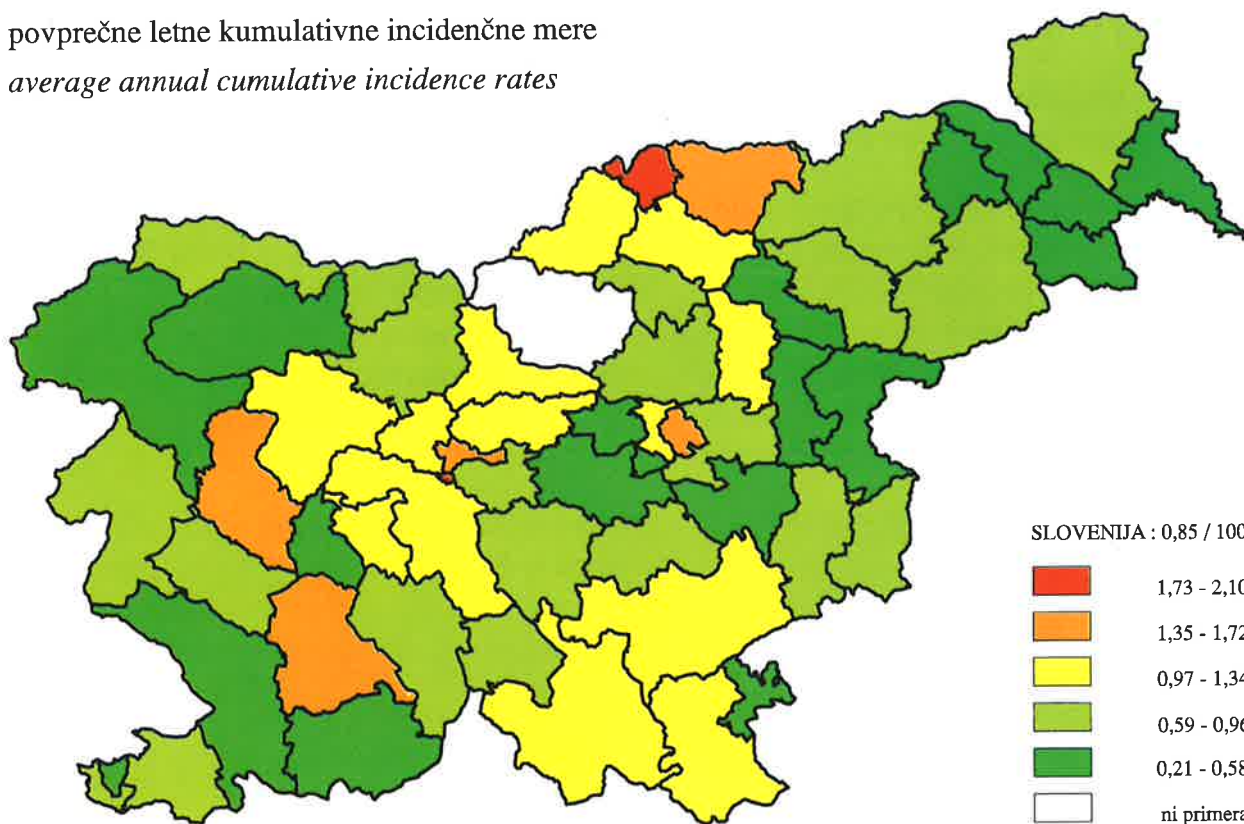 povprečne letne kumulativne incidenčne mere
average annual cumulative incidence rates
SLOVENIJA : 0,85 / 100
1,73 - 2,10
1,35 - 1,72
0,97 - 1,34
0,59 - 0,96
0,21 - 0,58
ni primera